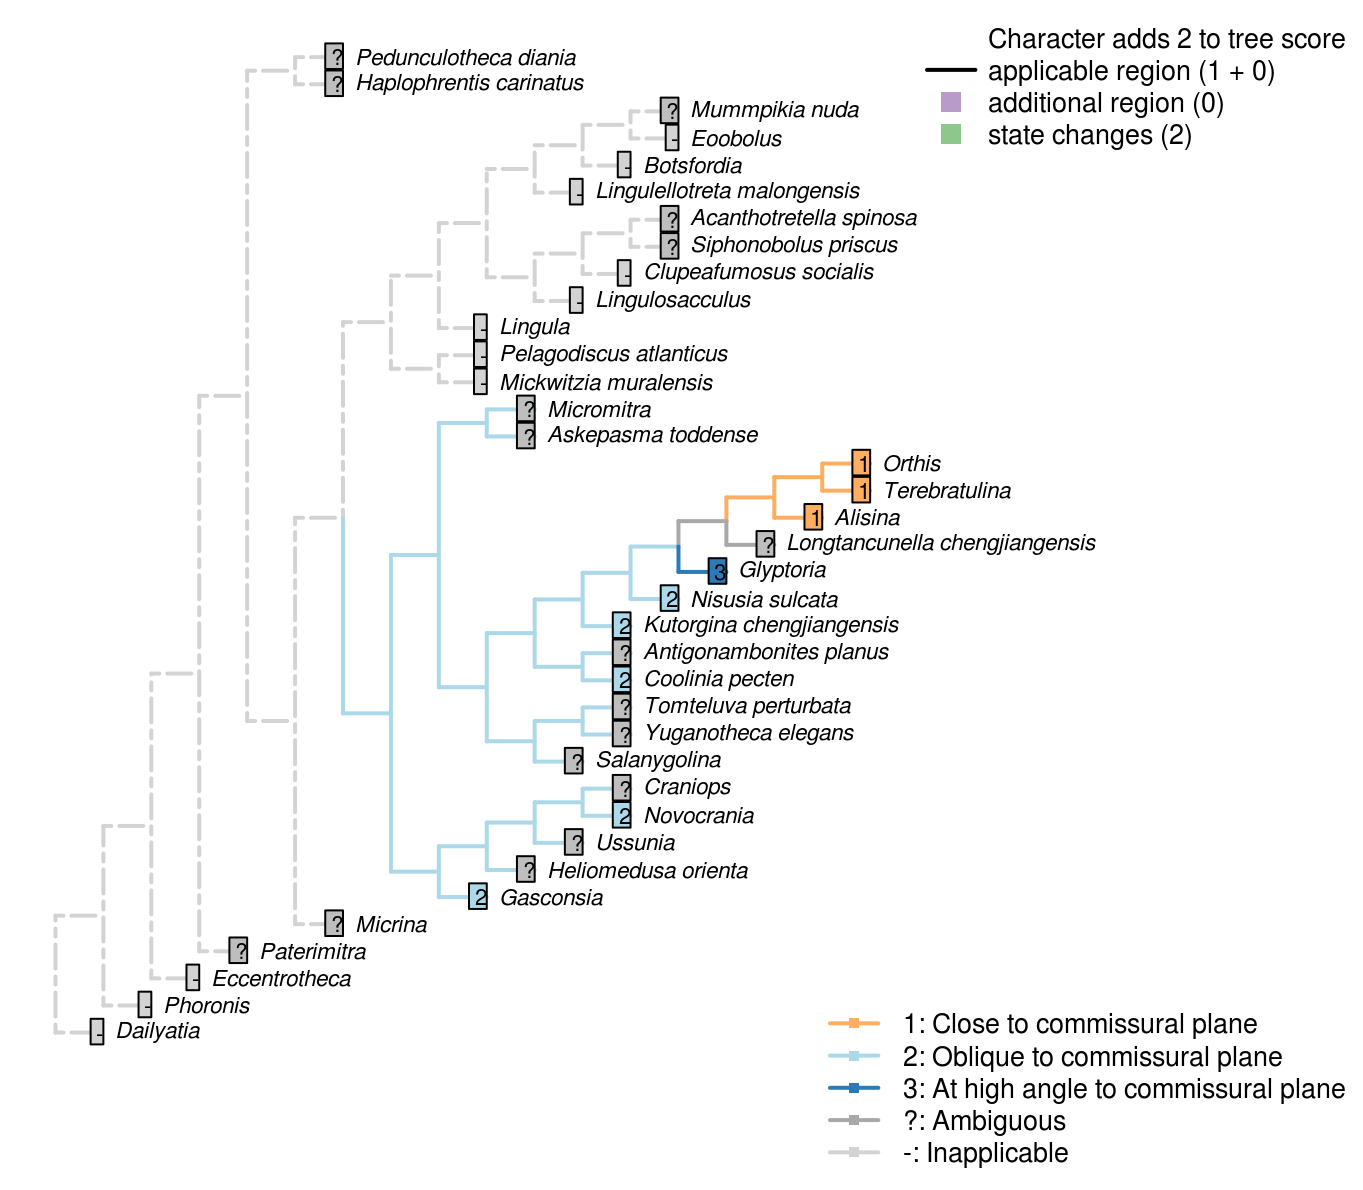 Character adds 2 to tree score
applicable region (1 + 0)
additional region (0)
state changes (2)
? Pedunculotheca diania
? Haplophrentis carinatus
? Mummpikia nuda
- Eoobolus
- Botsfordia
- Lingulellotreta malongensis
? Acanthotretella spinosa
? Siphonobolus priscus
- Clupeafumosus socialis
- Lingulosacculus
- Lingula
- Pelagodiscus atlanticus
- Mickwitzia muralensis
? Micromitra
? Askepasma toddense
1 Orthis
1 Terebratulina
1 Alisina
? Longtancunella chengjiangensis
3 Glyptoria
2 Nisusia sulcata
2 Kutorgina chengjiangensis
? Antigonambonites planus
2 Coolinia pecten
? Tomteluva perturbata
? Yuganotheca elegans
? Salanygolina
? Craniops
2 Novocrania
? Ussunia
? Heliomedusa orienta
2 Gasconsia
? Micrina
? Paterimitra
- Eccentrotheca
- Phoronis
- Dailyatia
1: Close to commissural plane
2: Oblique to commissural plane
3: At high angle to commissural plane
?: Ambiguous
-: Inapplicable